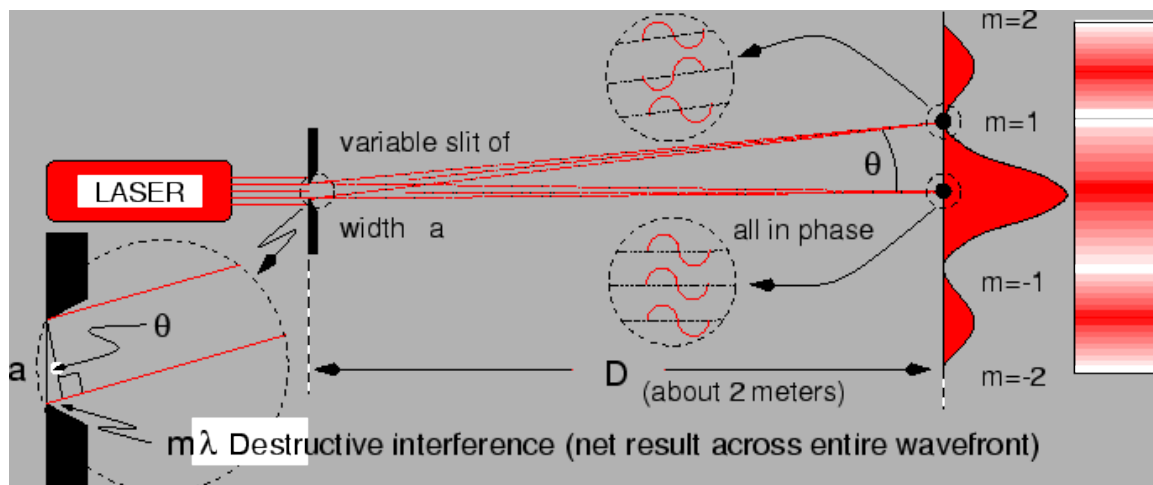 m=2
variable slit of
m=1
θ
LASER
width a
all in phase
m=-1
θ
a
D
(about 2 meters)
m=-2
mλ Destructive interference (net result across entire wavefront)